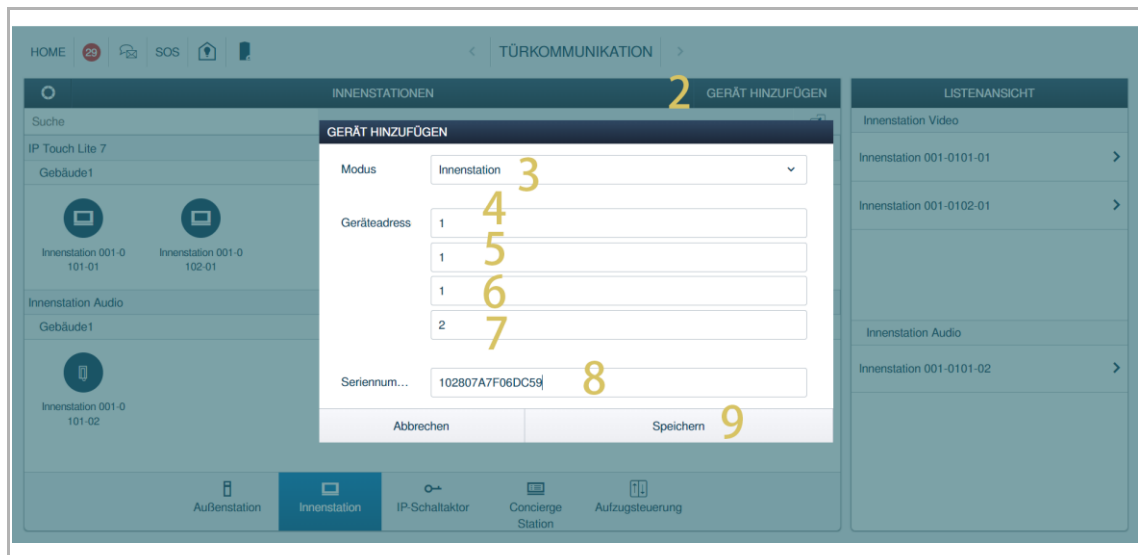 HOME 29 SOS < TÜRKOMMUNIKATION >
INNENSTATIONEN 2 GERÄT HINZUFÜGEN
LISTENANSICHT
Suche
Innenstation Video
GERÄT HINZUFÜGEN
IP Touch Lite 7
Gebäude1
Modus Innenstation 3
Innenstation 001-0101-01
Innenstation 001-0102-01
Geräteadress 1 4
1 5
1 6
2 7
Innenstation 001-0
101-01
Innenstation 001-0
102-01
Innenstation Audio
Gebäude1
Innenstation Audio
Innenstation 001-0101-02
Seriennum... 102807A7F06DC59 8
Abbrechen Speichern 9
Innenstation 001-0
101-02
Außenstation
Innenstation
IP-Schaltaktor
Concierge
Station
Aufzugsteuerung